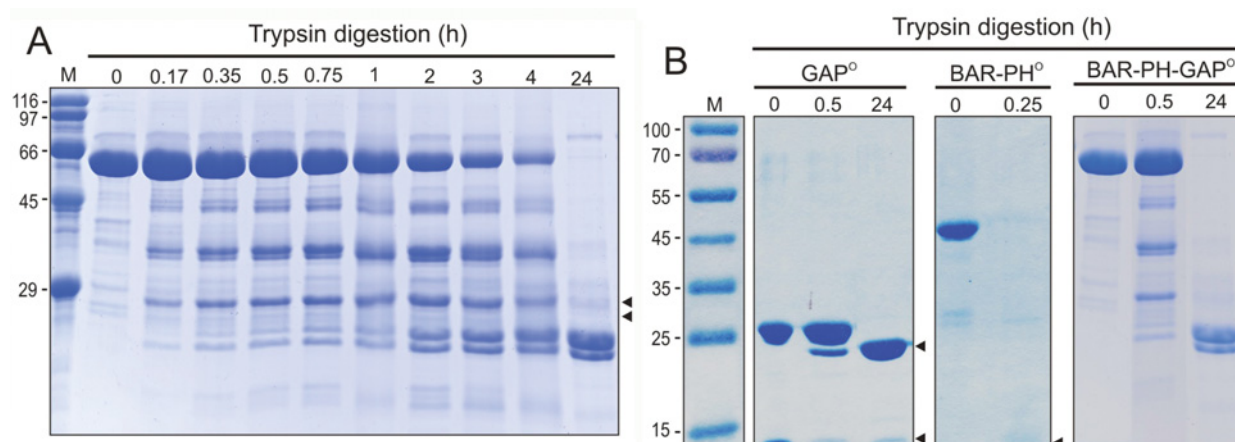 A
Trypsin digestion (h)
M 0 0.17 0.35 0.5 0.75 1 2 3 4 24
116
97
66
45
29
B
Trypsin digestion (h)
GAP° BAR-PH° BAR-PH-GAP°
M 0 0.5 24 0 0.25 0 0.5 24
100
70
55
45
35
25
15